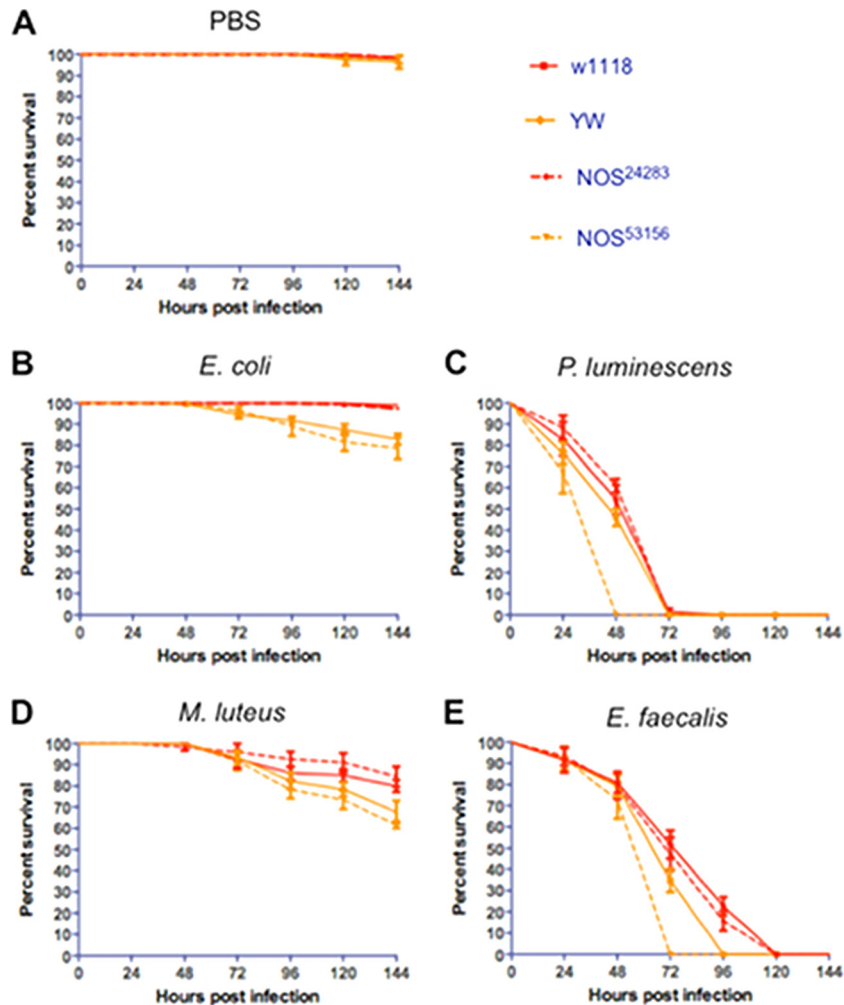 A
PBS
100
90
80
70
60
50
40
30
20
10
0
Percent survival
0 24 48 72 96 120 144
Hours post infection
w1118
YW
NOS24283
NOS53156
B
E. coli
100
90
80
70
60
50
40
30
20
10
0
Percent survival
0 24 48 72 96 120 144
Hours post infection
C
P. luminescens
100
90
80
70
60
50
40
30
20
10
0
Percent survival
0 24 48 72 96 120 144
Hours post infection
D
M. luteus
100
90
80
70
60
50
40
30
20
10
0
Percent survival
0 24 48 72 96 120 144
Hours post infection
E
E. faecalis
100
90
80
70
60
50
40
30
20
10
0
Percent survival
0 24 48 72 96 120 144
Hours post infection